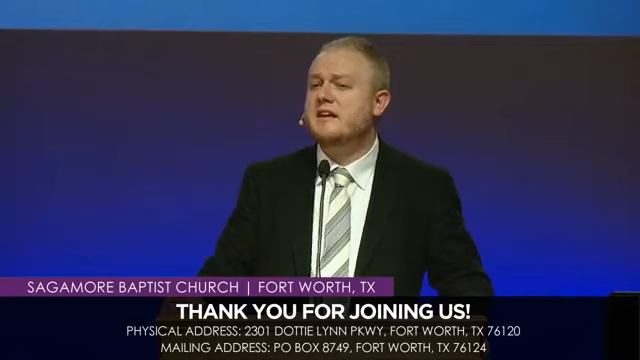 SAGAMORE BAPTIST CHURCH | FORT WORTH, TX
THANK YOU FOR JOINING US!
PHYSICAL ADDRESS: 2301 DOTTIE LYNN PKWY, FORT WORTH, TX 76120
MAILING ADDRESS: PO BOX 8749, FORT WORTH, TX 76124